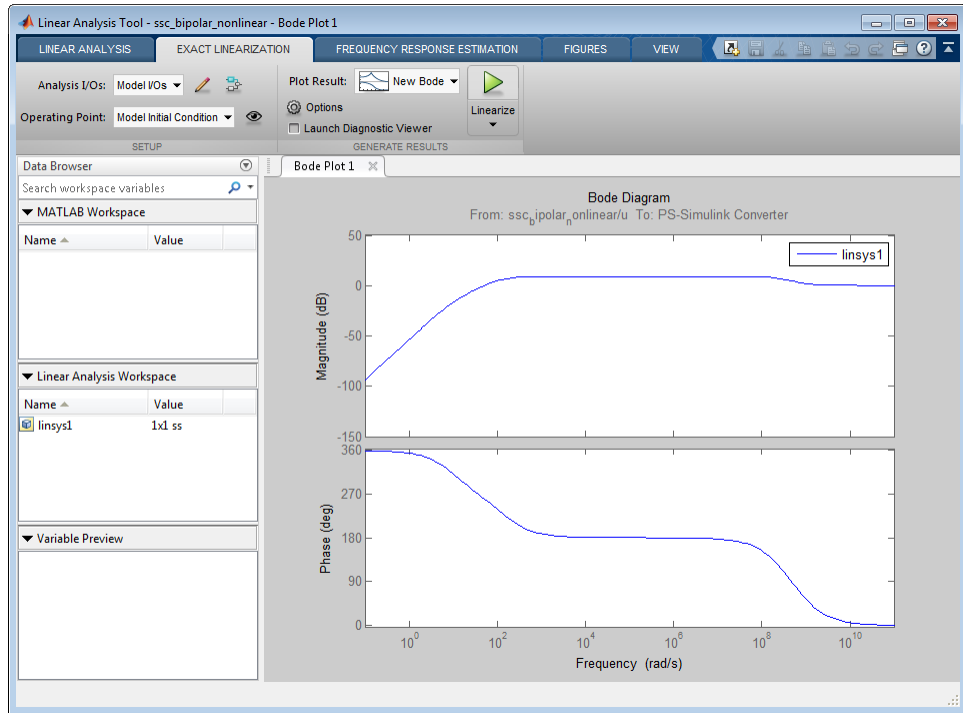 Linear Analysis Tool - ssc_bipolar_nonlinear - Bode Plot 1
LINEAR ANALYSIS EXACT LINEARIZATION FREQUENCY RESPONSE ESTIMATION FIGURES VIEW
Analysis I/Os: Model I/Os
Operating Point: Model Initial Condition
SETUP
Plot Result: New Bode
Options
Launch Diagnostic Viewer
Linearize
GENERATE RESULTS
Data Browser
Search workspace variables
MATLAB Workspace
Name Value
Linear Analysis Workspace
Name Value
linsys1 1x1 ss
Variable Preview
Bode Plot 1
Bode Diagram
From: ssc_bipolar_nonlinear/u To: PS-Simulink Converter
linsys1
Magnitude (dB)
50
0
-50
-100
-150
Phase (deg)
360
270
180
90
0
10^0 10^2 10^4 10^6 10^8 10^10
Frequency (rad/s)